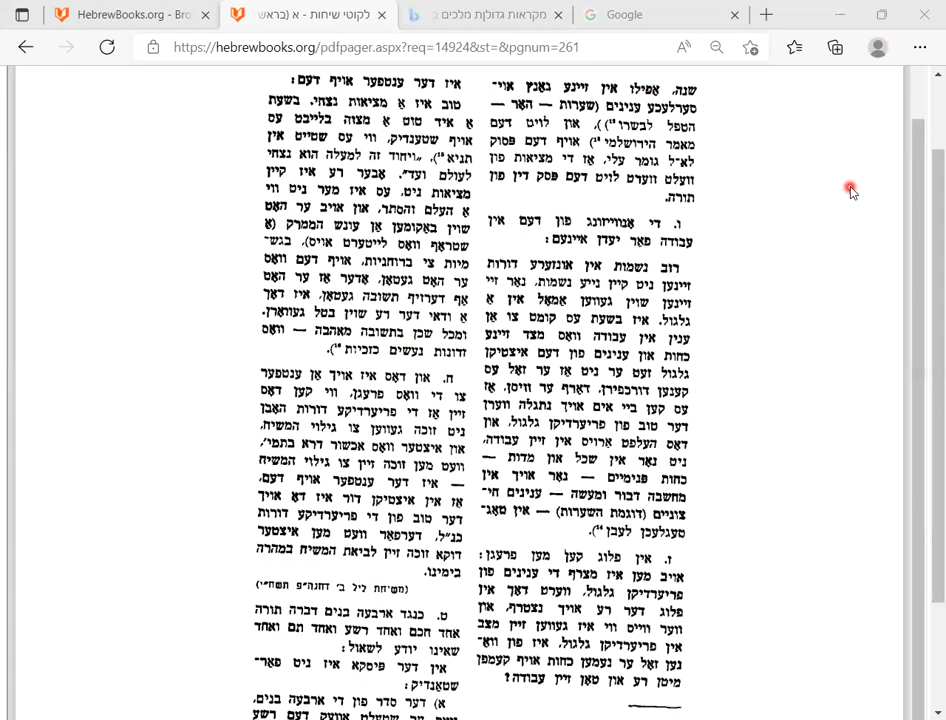 HebrewBooks.org - Bro
לקוטי שיחות - א (בראש
מקראות גדולות מלכים
Google
https://hebrewbooks.org/pdfpager.aspx?req=14924&st=&pgnum=261
שנה, אפילו אין זיינע גאנץ אוי־
סערלעכע ענינים (שערות — האר —
הטפל לבשרו¹³)), און לויט דעם
מאמר הירושלמי אויף דעם פסוק
לא־ל גומר עלי, אז די מציאות פון
וועלט ווערט לויט דעם פסק דין פון
תורה.
ו. די אנווייזונג פון דעם אין
עבודה פאר יעדן איינעם:
רוב נשמות אין אונזערע דורות
זיינען ניט קיין נייע נשמות, נאר זיי
זיינען שוין געווען אמאל אין א
גלגול. איז בשעת עס קומט צו אן
ענין אין עבודה וואס מצד זיינע
כחות און ענינים פון דעם איצטיקן
גלגול זעט ער ניט אז ער זאל עס
קענען דורכפירן, דארף ער וויסן, אז
עס קען ביי אים אויך נתגלה ווערן
דער טוב פון פריערדיקן גלגול, און
דאס העלפט ארויס אין זיין עבודה,
ניט נאר אין שכל און מדות —
כחות פנימיים — נאר אויך אין
מחשבה דבור ומעשה — ענינים חי־
צוניים (דוגמת השערות) — אין טאג־
טעגלעכן לעבן¹⁴).
ז. אין פלוג קען מען פרעגן:
אויב מען איז מצרף די ענינים פון
פריערדיקן גלגול, ווערט דאך אין
פלוג דער רע אויך נצטרף, און
ווער ווייס ווי איז געווען זיין מצב
אין פריערדיקן גלגול, איז פון וואַ־
נען זאל ער נעמען כחות אויף קעמפן
מיטן רע און טאן זיין עבודה?
איז דער ענטפער אויף דעם:
טוב איז א מציאות נצחי. בשעת
א איד טוט א מצוה בלייבט עס
אויף שטענדיק, ווי עס שטייט אין
תניא¹⁵), „ויחוד זה למעלה הוא נצחי
לעולם ועד". אבער רע איז קיין
מציאות ניט, עס איז מער ניט ווי
א העלם והסתר, און אויב ער האט
שוין באקומען אן עונש הממרק (א
שטראף וואס לייטערט אויס), בגש־
מיות צי ברוחניות, אויף דעם וואס
ער האט געטאן, אדער אז ער האט
אף דערויף תשובה געטאן, איז דאך
א ודאי דער רע שוין בטל געווארן.
ומכל שכן בתשובה מאהבה — וואס
זדונות נעשים כזכיות¹⁶).
ח. און דאס איז אויך אן ענטפער
צו די וואס פרעגן, ווי קען דאס
זיין אז די פריערדיקע דורות האבן
ניט זוכה געווען צו גילוי המשיח,
און איצטער וואס אכשור דרא בתמי׳,
וועט מען זוכה זיין צו גילוי המשיח
— איז דער ענטפער אויף דעם,
אז אין איצטיקן דור איז דא אויך
דער טוב פון די פריערדיקע דורות
כנ"ל, דערפאר וועט מען איצטער
דוקא זוכה זיין לביאת המשיח במהרה
בימינו.
(משיחת ליל ב׳ דחגה"פ תשח"י)
ט. כנגד ארבעה בנים דברה תורה
אחד חכם ואחד רשע ואחד תם ואחד
שאינו יודע לשאול:
אין דער פיסקא איז ניט פאר־
שטאנדיק:
א) דער סדר פון די ארבעה בנים,